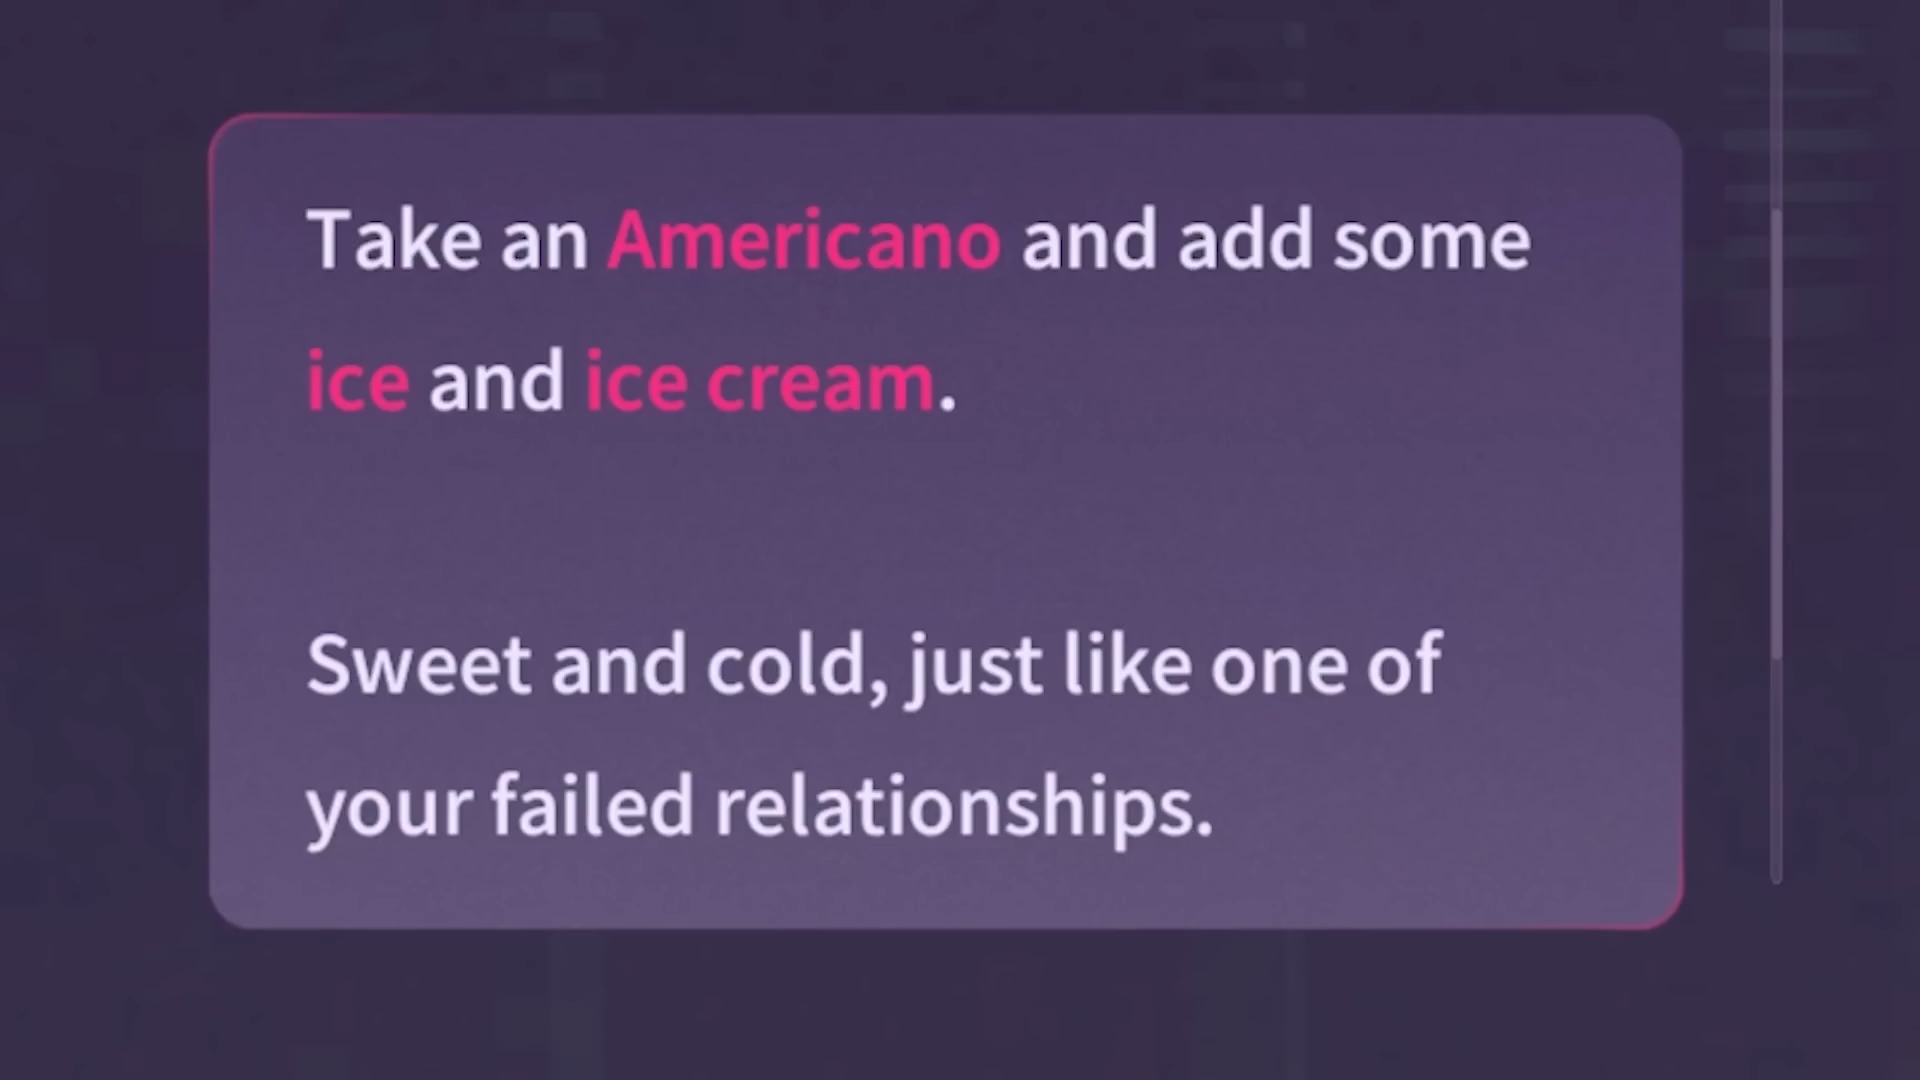 Take an Americano and add some
ice and ice cream.
Sweet and cold, just like one of
your failed relationships.